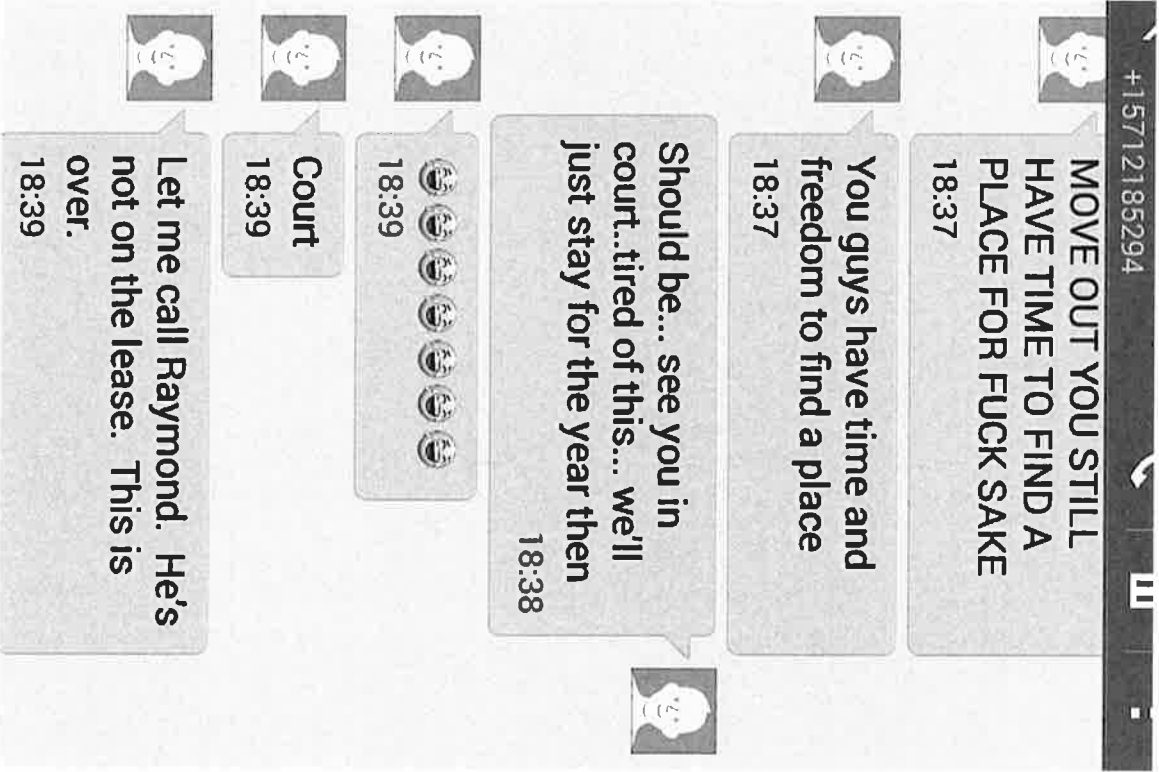 +15712185294
MOVE OUT YOU STILL
HAVE TIME TO FIND A
PLACE FOR FUCK SAKE
18:37
You guys have time and
freedom to find a place
18:37
Should be... see you in
court..tired of this... we'll
just stay for the year then
18:38
😂😂😂😂😂😂😂
18:39
Court
18:39
Let me call Raymond. He's
not on the lease. This is
over.
18:39